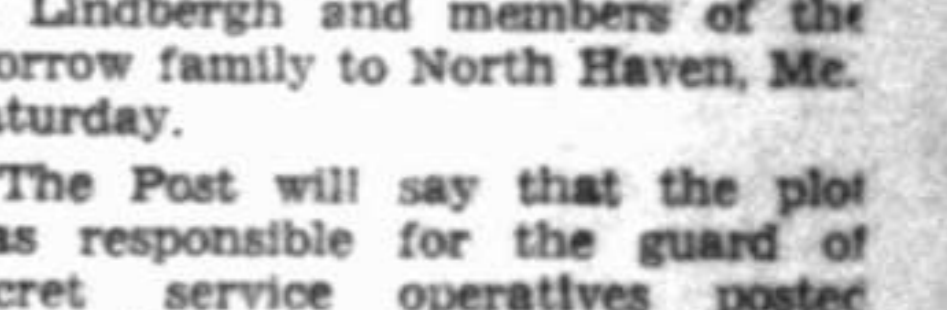 Lindbergh and members of the
orrow family to North Haven, Me.
aturday.
The Post will say that the plot
as responsible for the guard of
cret service operatives posted